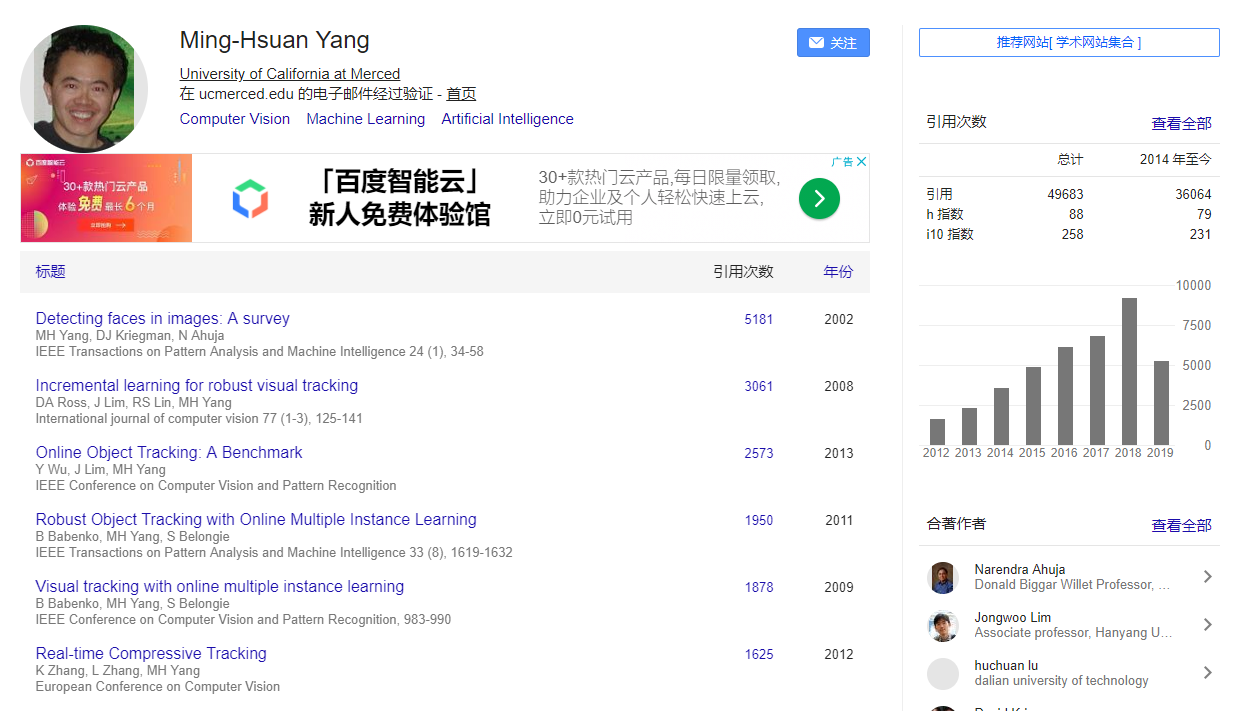 Ming-Hsuan Yang
关注
University of California at Merced
在 ucmerced.edu 的电子邮件经过验证 - 首页
Computer Vision Machine Learning Artificial Intelligence
百度智能云
30+款热门云产品
体验免费最长6个月
立即抢购
「百度智能云」
新人免费体验馆
30+款热门云产品,每日限量领取,
助力企业及个人轻松快速上云,
立即0元试用
广告
标题 引用次数 年份
Detecting faces in images: A survey 5181 2002
MH Yang, DJ Kriegman, N Ahuja
IEEE Transactions on Pattern Analysis and Machine Intelligence 24 (1), 34-58
Incremental learning for robust visual tracking 3061 2008
DA Ross, J Lim, RS Lin, MH Yang
International journal of computer vision 77 (1-3), 125-141
Online Object Tracking: A Benchmark 2573 2013
Y Wu, J Lim, MH Yang
IEEE Conference on Computer Vision and Pattern Recognition
Robust Object Tracking with Online Multiple Instance Learning 1950 2011
B Babenko, MH Yang, S Belongie
IEEE Transactions on Pattern Analysis and Machine Intelligence 33 (8), 1619-1632
Visual tracking with online multiple instance learning 1878 2009
B Babenko, MH Yang, S Belongie
IEEE Conference on Computer Vision and Pattern Recognition, 983-990
Real-time Compressive Tracking 1625 2012
K Zhang, L Zhang, MH Yang
European Conference on Computer Vision
推荐网站[ 学术网站集合 ]
引用次数 查看全部
总计 2014 年至今
引用 49683 36064
h 指数 88 79
i10 指数 258 231
10000
7500
5000
2500
0
2012 2013 2014 2015 2016 2017 2018 2019
合著作者 查看全部
Narendra Ahuja
Donald Biggar Willet Professor, …
Jongwoo Lim
Associate professor, Hanyang U…
huchuan lu
dalian university of technology